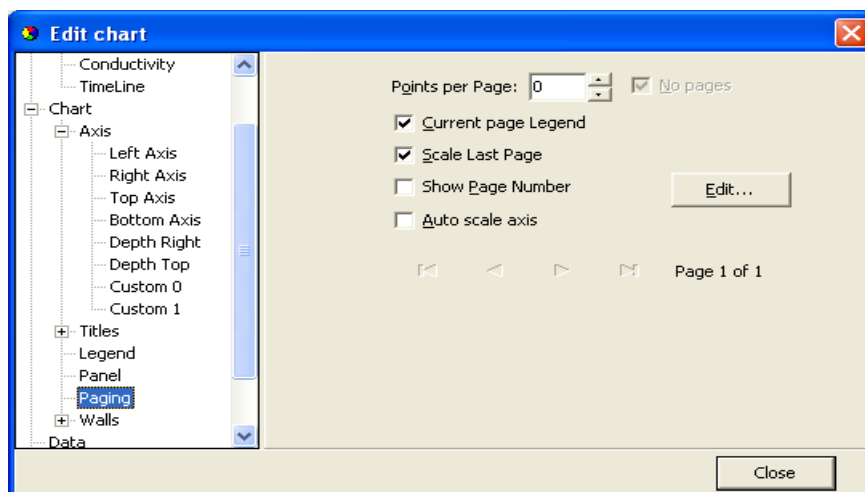 Edit chart
Conductivity
TimeLine
Chart
Axis
Left Axis
Right Axis
Top Axis
Bottom Axis
Depth Right
Depth Top
Custom 0
Custom 1
Titles
Legend
Panel
Paging
Walls
Data
Points per Page: 0 No pages
Current page Legend
Scale Last Page
Show Page Number
Edit...
Auto scale axis
Page 1 of 1
Close